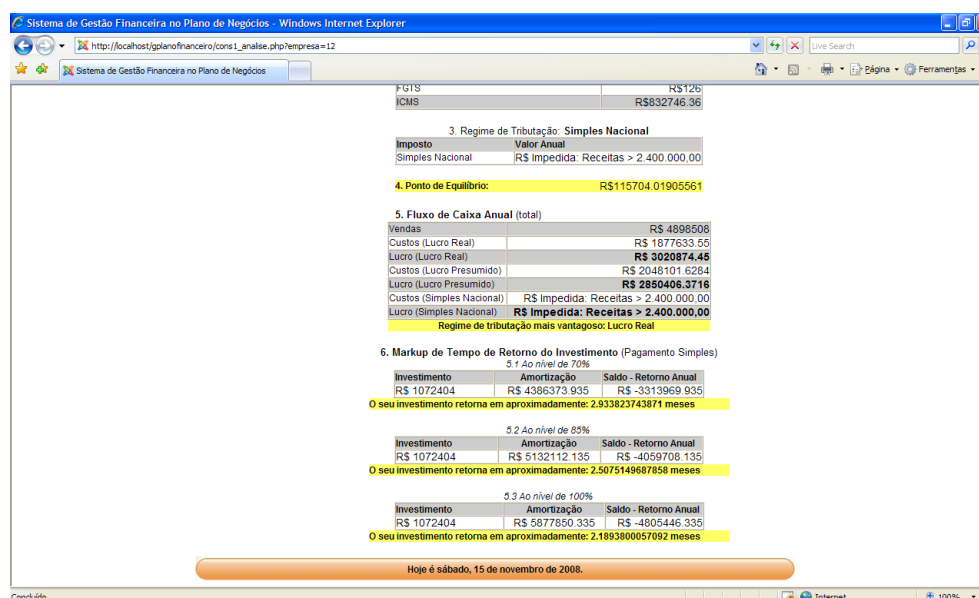 Sistema de Gestão Financeira no Plano de Negócios - Windows Internet Explorer
http://localhost/gplanofinanceiro/cons1_analise.php?empresa=12
Live Search
Sistema de Gestão Financeira no Plano de Negócios
Página
Ferramentas
FGTS R$126
ICMS R$832746.36
3. Regime de Tributação: Simples Nacional
Imposto Valor Anual
Simples Nacional R$ Impedida: Receitas > 2.400.000,00
4. Ponto de Equilíbrio: R$115704.01905561
5. Fluxo de Caixa Anual (total)
Vendas R$ 4898508
Custos (Lucro Real) R$ 1877633.55
Lucro (Lucro Real) R$ 3020874.45
Custos (Lucro Presumido) R$ 2048101.6284
Lucro (Lucro Presumido) R$ 2850406.3716
Custos (Simples Nacional) R$ Impedida: Receitas > 2.400.000,00
Lucro (Simples Nacional) R$ Impedida: Receitas > 2.400.000,00
Regime de tributação mais vantagoso: Lucro Real
6. Markup de Tempo de Retorno do Investimento (Pagamento Simples)
5.1 Ao nível de 70%
Investimento Amortização Saldo - Retorno Anual
R$ 1072404 R$ 4386373.935 R$ -3313969.935
O seu investimento retorna em aproximadamente: 2.933823743871 meses
5.2 Ao nível de 85%
Investimento Amortização Saldo - Retorno Anual
R$ 1072404 R$ 5132112.135 R$ -4059708.135
O seu investimento retorna em aproximadamente: 2.5075149687858 meses
5.3 Ao nível de 100%
Investimento Amortização Saldo - Retorno Anual
R$ 1072404 R$ 5877850.335 R$ -4805446.335
O seu investimento retorna em aproximadamente: 2.1893800057092 meses
Hoje é sábado, 15 de novembro de 2008.
Concluído Internet 100%